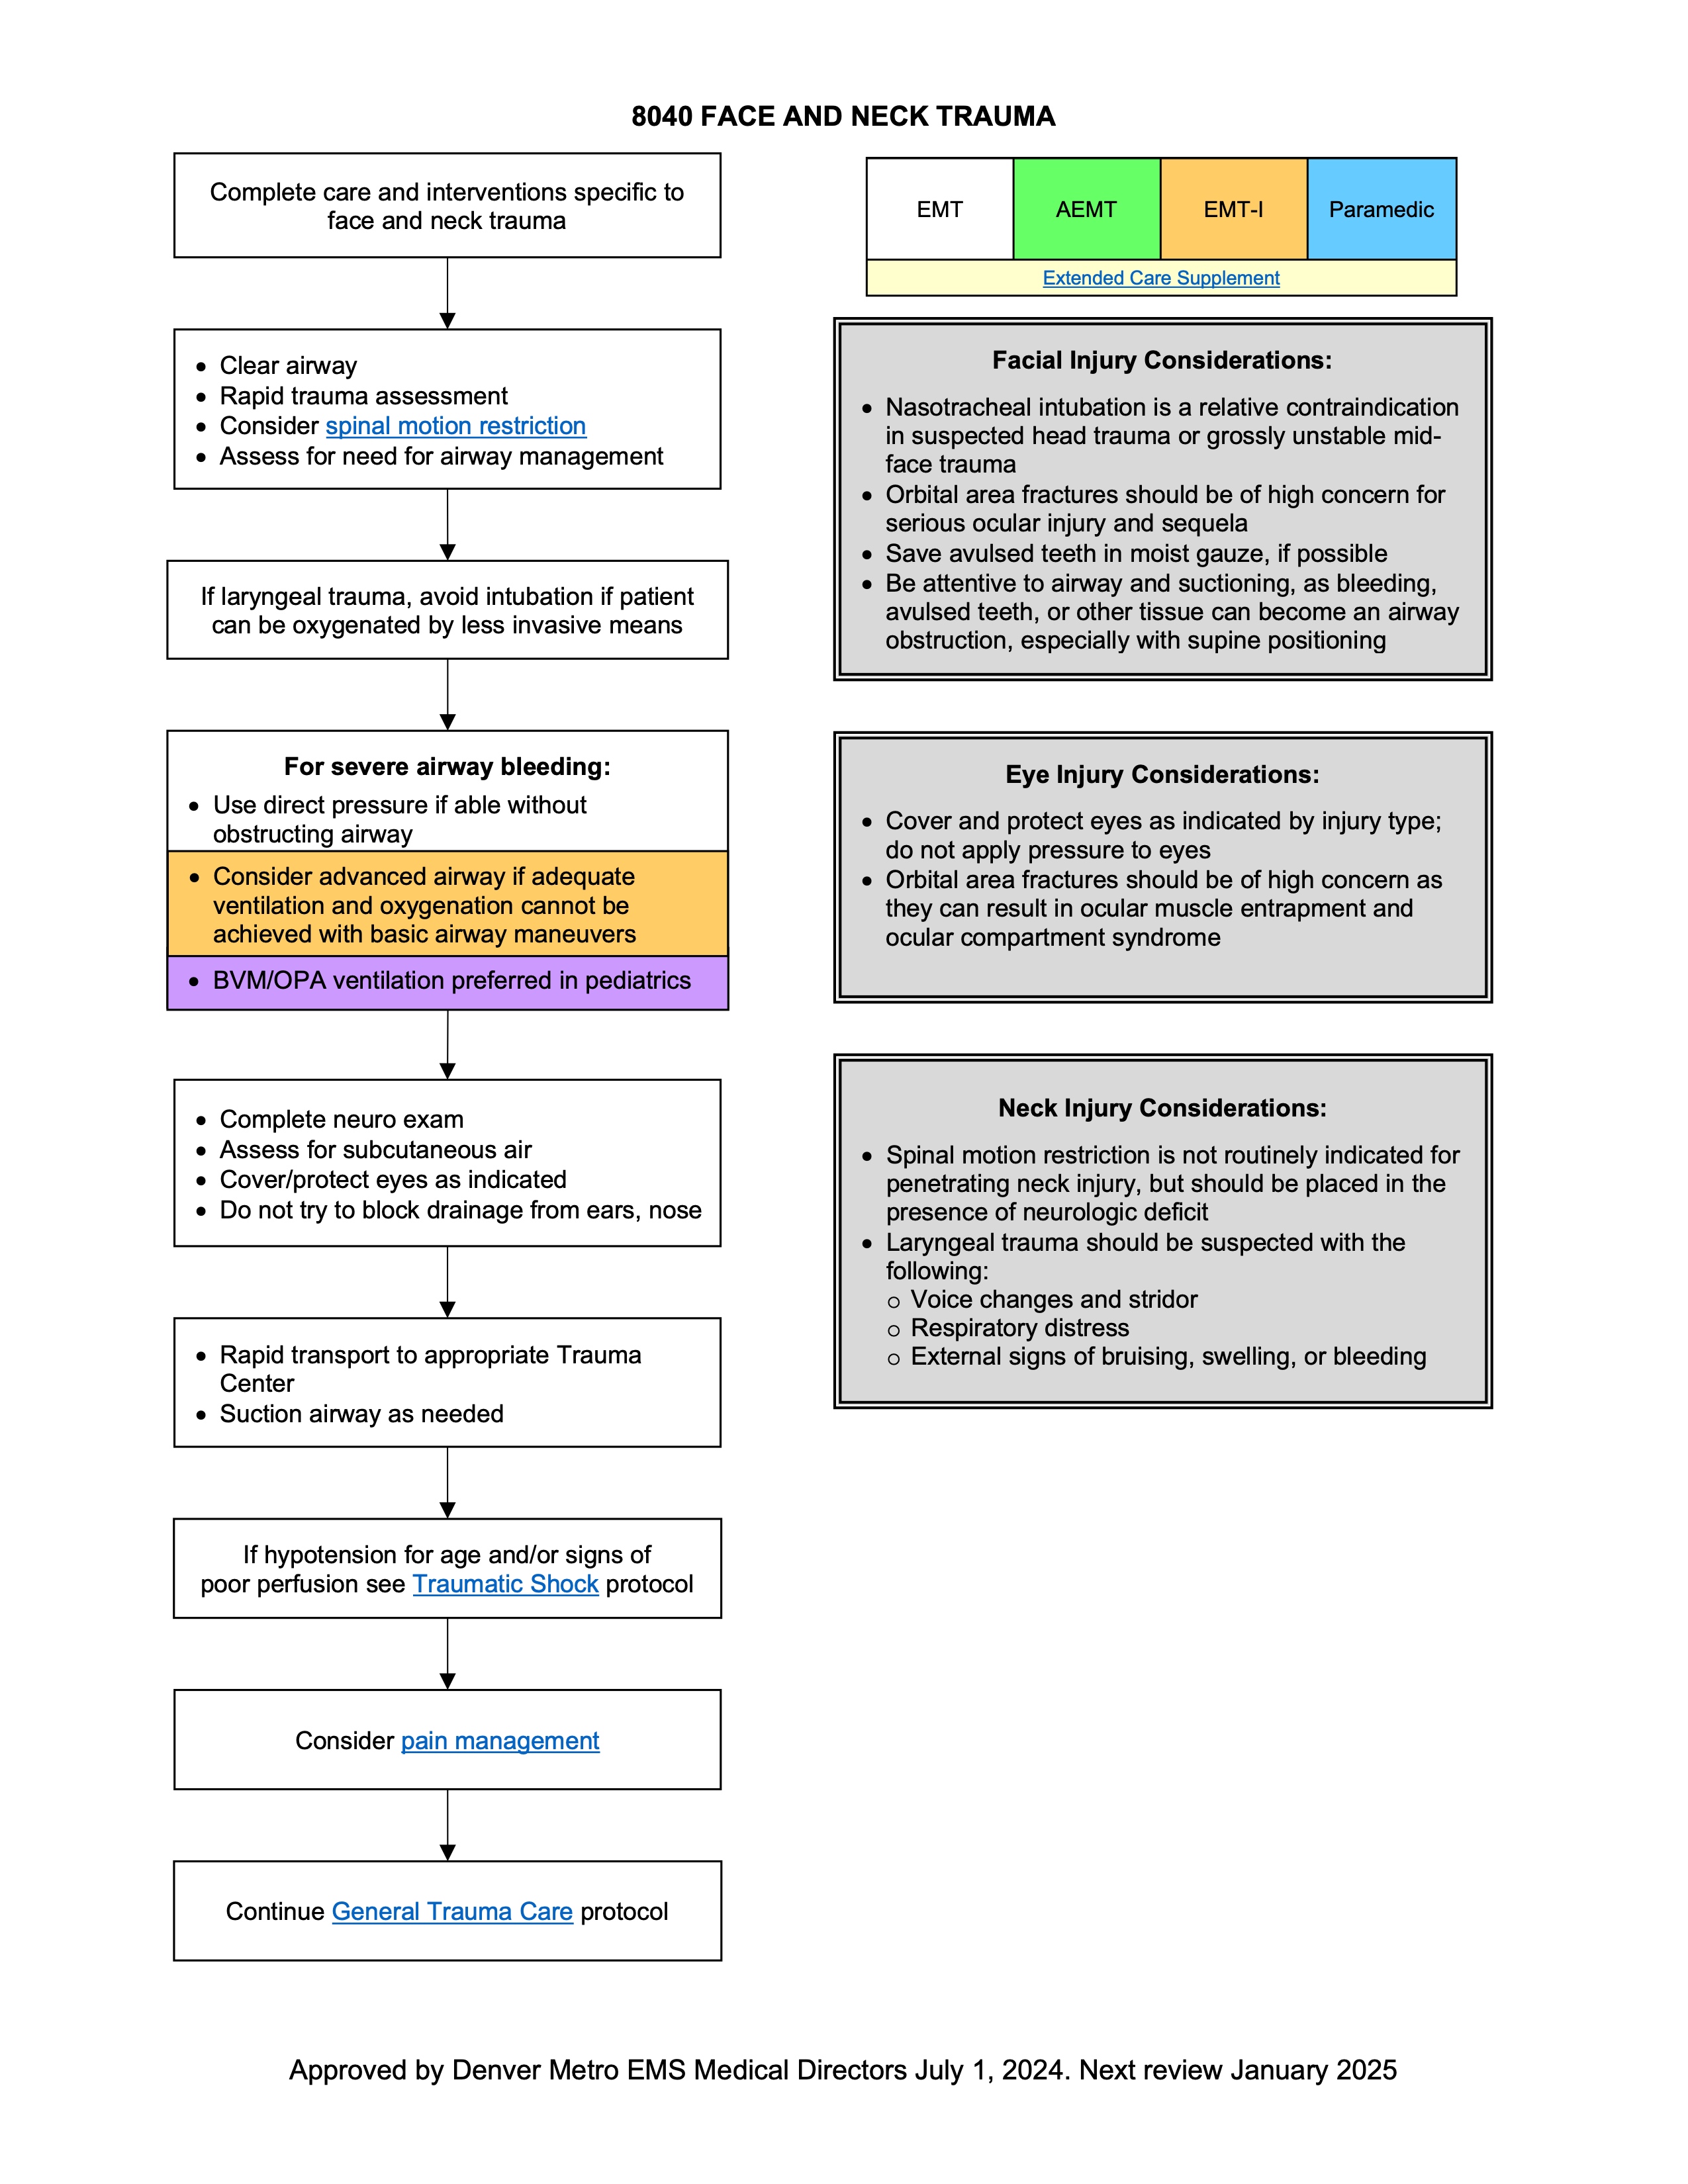 8040 FACE AND NECK TRAUMA
Complete care and interventions specific to
face and neck trauma
• Clear airway
• Rapid trauma assessment
• Consider spinal motion restriction
• Assess for need for airway management
If laryngeal trauma, avoid intubation if patient
can be oxygenated by less invasive means
For severe airway bleeding:
• Use direct pressure if able without
obstructing airway
• Consider advanced airway if adequate
ventilation and oxygenation cannot be
achieved with basic airway maneuvers
• BVM/OPA ventilation preferred in pediatrics
• Complete neuro exam
• Assess for subcutaneous air
• Cover/protect eyes as indicated
• Do not try to block drainage from ears, nose
• Rapid transport to appropriate Trauma
Center
• Suction airway as needed
If hypotension for age and/or signs of
poor perfusion see Traumatic Shock protocol
Consider pain management
Continue General Trauma Care protocol
EMT
AEMT
EMT-I
Paramedic
Extended Care Supplement
Facial Injury Considerations:
• Nasotracheal intubation is a relative contraindication
in suspected head trauma or grossly unstable mid-
face trauma
• Orbital area fractures should be of high concern for
serious ocular injury and sequela
• Save avulsed teeth in moist gauze, if possible
• Be attentive to airway and suctioning, as bleeding,
avulsed teeth, or other tissue can become an airway
obstruction, especially with supine positioning
Eye Injury Considerations:
• Cover and protect eyes as indicated by injury type;
do not apply pressure to eyes
• Orbital area fractures should be of high concern as
they can result in ocular muscle entrapment and
ocular compartment syndrome
Neck Injury Considerations:
• Spinal motion restriction is not routinely indicated for
penetrating neck injury, but should be placed in the
presence of neurologic deficit
• Laryngeal trauma should be suspected with the
following:
○ Voice changes and stridor
○ Respiratory distress
○ External signs of bruising, swelling, or bleeding
Approved by Denver Metro EMS Medical Directors July 1, 2024. Next review January 2025